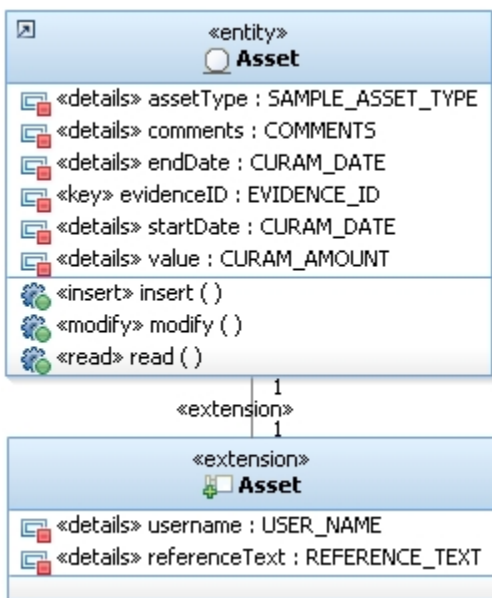 «entity»
Asset
«details» assetType : SAMPLE_ASSET_TYPE
«details» comments : COMMENTS
«details» endDate : CURAM_DATE
«key» evidenceID : EVIDENCE_ID
«details» startDate : CURAM_DATE
«details» value : CURAM_AMOUNT
«insert» insert ( )
«modify» modify ( )
«read» read ( )
1
«extension»
1
«extension»
Asset
«details» username : USER_NAME
«details» referenceText : REFERENCE_TEXT